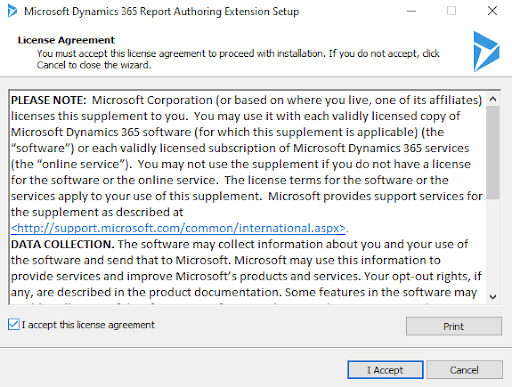 Microsoft Dynamics 365 Report Authoring Extension Setup
License Agreement
You must accept this license agreement to proceed with installation. If you do not accept, click
Cancel to close the wizard.
PLEASE NOTE: Microsoft Corporation (or based on where you live, one of its affiliates)
licenses this supplement to you. You may use it with each validly licensed copy of
Microsoft Dynamics 365 software (for which this supplement is applicable) (the
“software”) or each validly licensed subscription of Microsoft Dynamics 365 services
(the “online service”). You may not use the supplement if you do not have a license
for the software or the online service. The license terms for the software or the
services apply to your use of this supplement. Microsoft provides support services for
the supplement as described at
<http://support.microsoft.com/common/international.aspx>.
DATA COLLECTION. The software may collect information about you and your use of
the software and send that to Microsoft. Microsoft may use this information to
provide services and improve Microsoft’s products and services. Your opt-out rights, if
any, are described in the product documentation. Some features in the software may
I accept this license agreement
Print
I Accept
Cancel